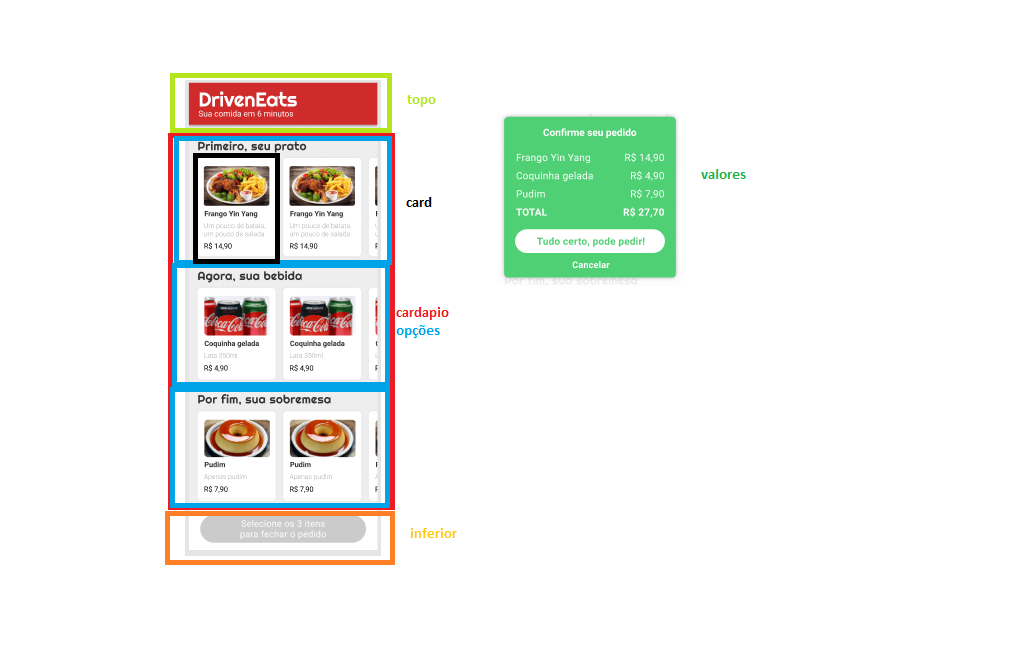 DrivenEats
Sua comida em 6 minutos
topo
Primeiro, seu prato
Frango Yin Yang
Um pouco de batata,
um pouco de salada
R$ 14,90
Frango Yin Yang
Um pouco de batata,
um pouco de salada
R$ 14,90
card
Agora, sua bebida
Coquinha gelada
Lata 350ml
R$ 4,90
Coquinha gelada
Lata 350ml
R$ 4,90
cardapio
opções
Por fim, sua sobremesa
Pudim
Apenas pudim
R$ 7,90
Pudim
Apenas pudim
R$ 7,90
Selecione os 3 itens
para fechar o pedido
inferior
Confirme seu pedido
Frango Yin Yang R$ 14,90
Coquinha gelada R$ 4,90
Pudim R$ 7,90
TOTAL R$ 27,70
Tudo certo, pode pedir!
Cancelar
Por fim, sua sobremesa
valores